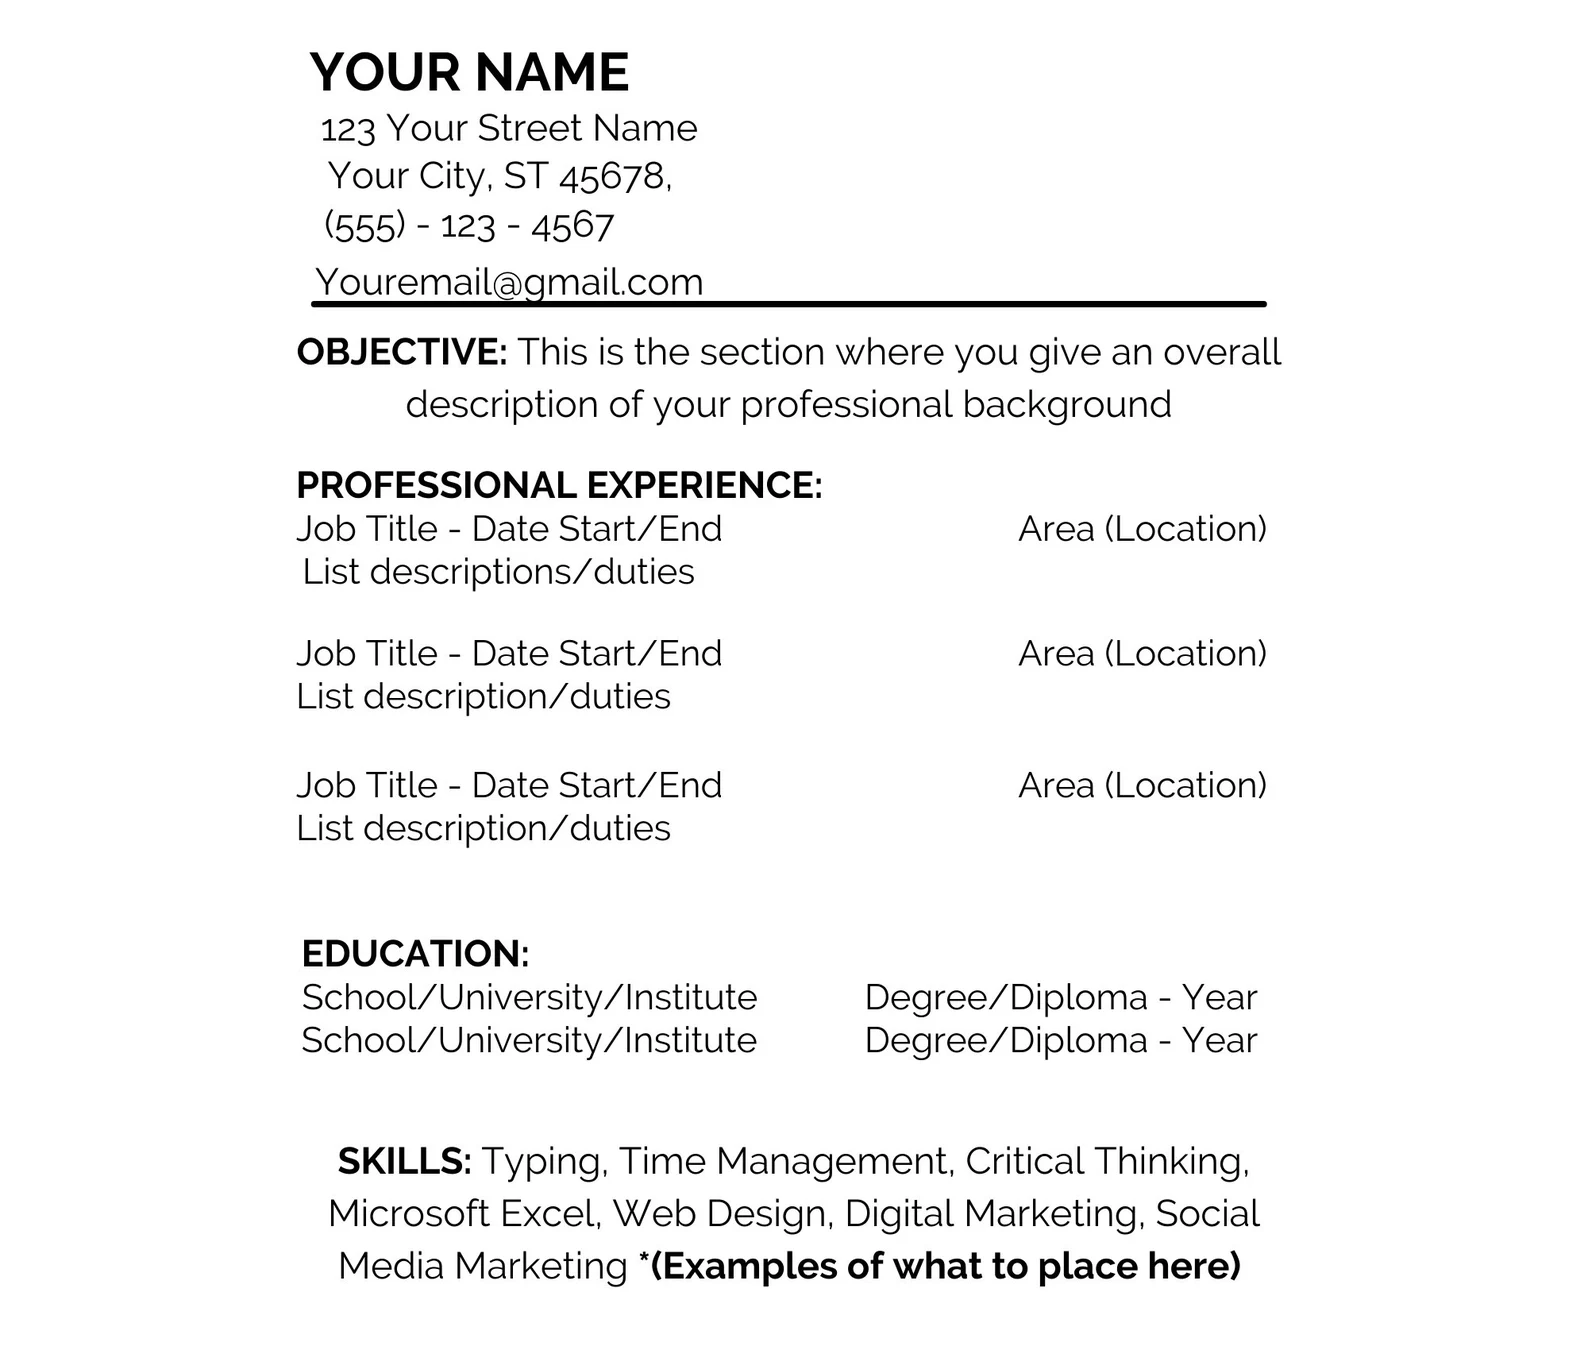 YOUR NAME
123 Your Street Name
Your City, ST 45678,
(555) - 123 - 4567
Youremail@gmail.com
OBJECTIVE: This is the section where you give an overall
description of your professional background
PROFESSIONAL EXPERIENCE:
Job Title - Date Start/End Area (Location)
List descriptions/duties
Job Title - Date Start/End Area (Location)
List description/duties
Job Title - Date Start/End Area (Location)
List description/duties
EDUCATION:
School/University/Institute Degree/Diploma - Year
School/University/Institute Degree/Diploma - Year
SKILLS: Typing, Time Management, Critical Thinking,
Microsoft Excel, Web Design, Digital Marketing, Social
Media Marketing *(Examples of what to place here)